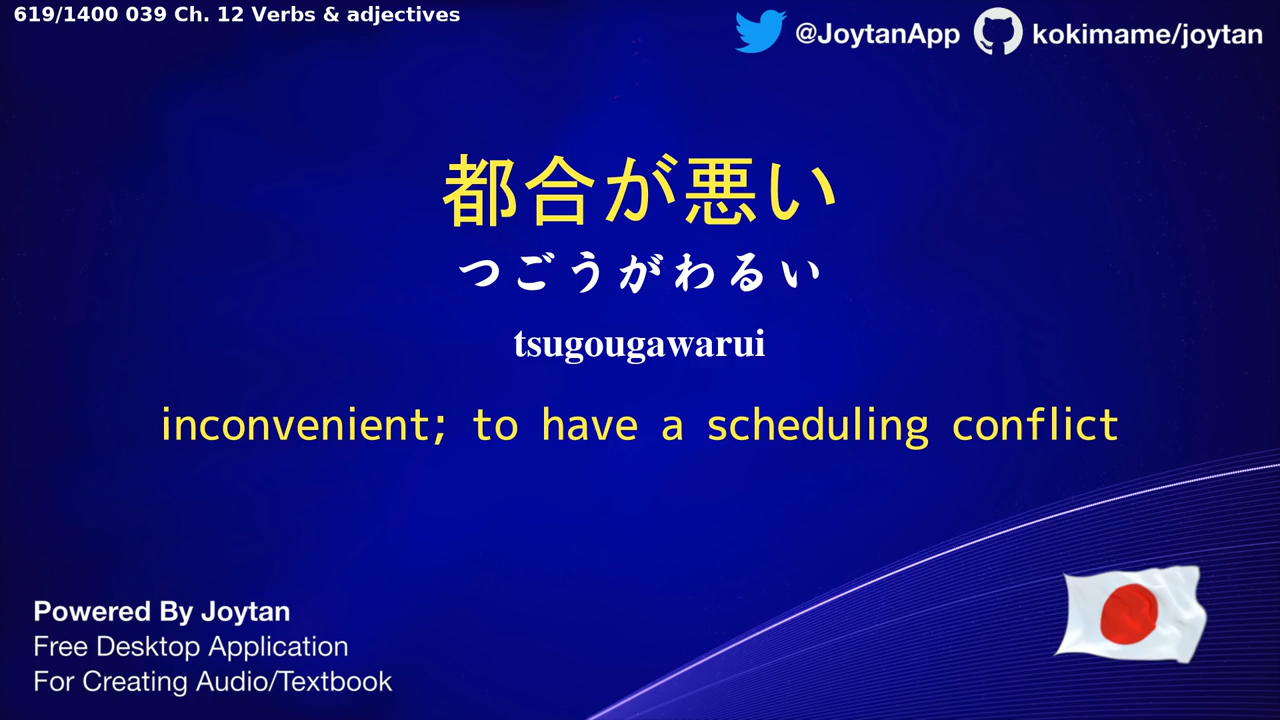 619/1400 039 Ch. 12 Verbs & adjectives
@JoytanApp kokimame/joytan
都合が悪い
つごうがわるい
tsugougawarui
inconvenient; to have a scheduling conflict
Powered By Joytan
Free Desktop Application
For Creating Audio/Textbook